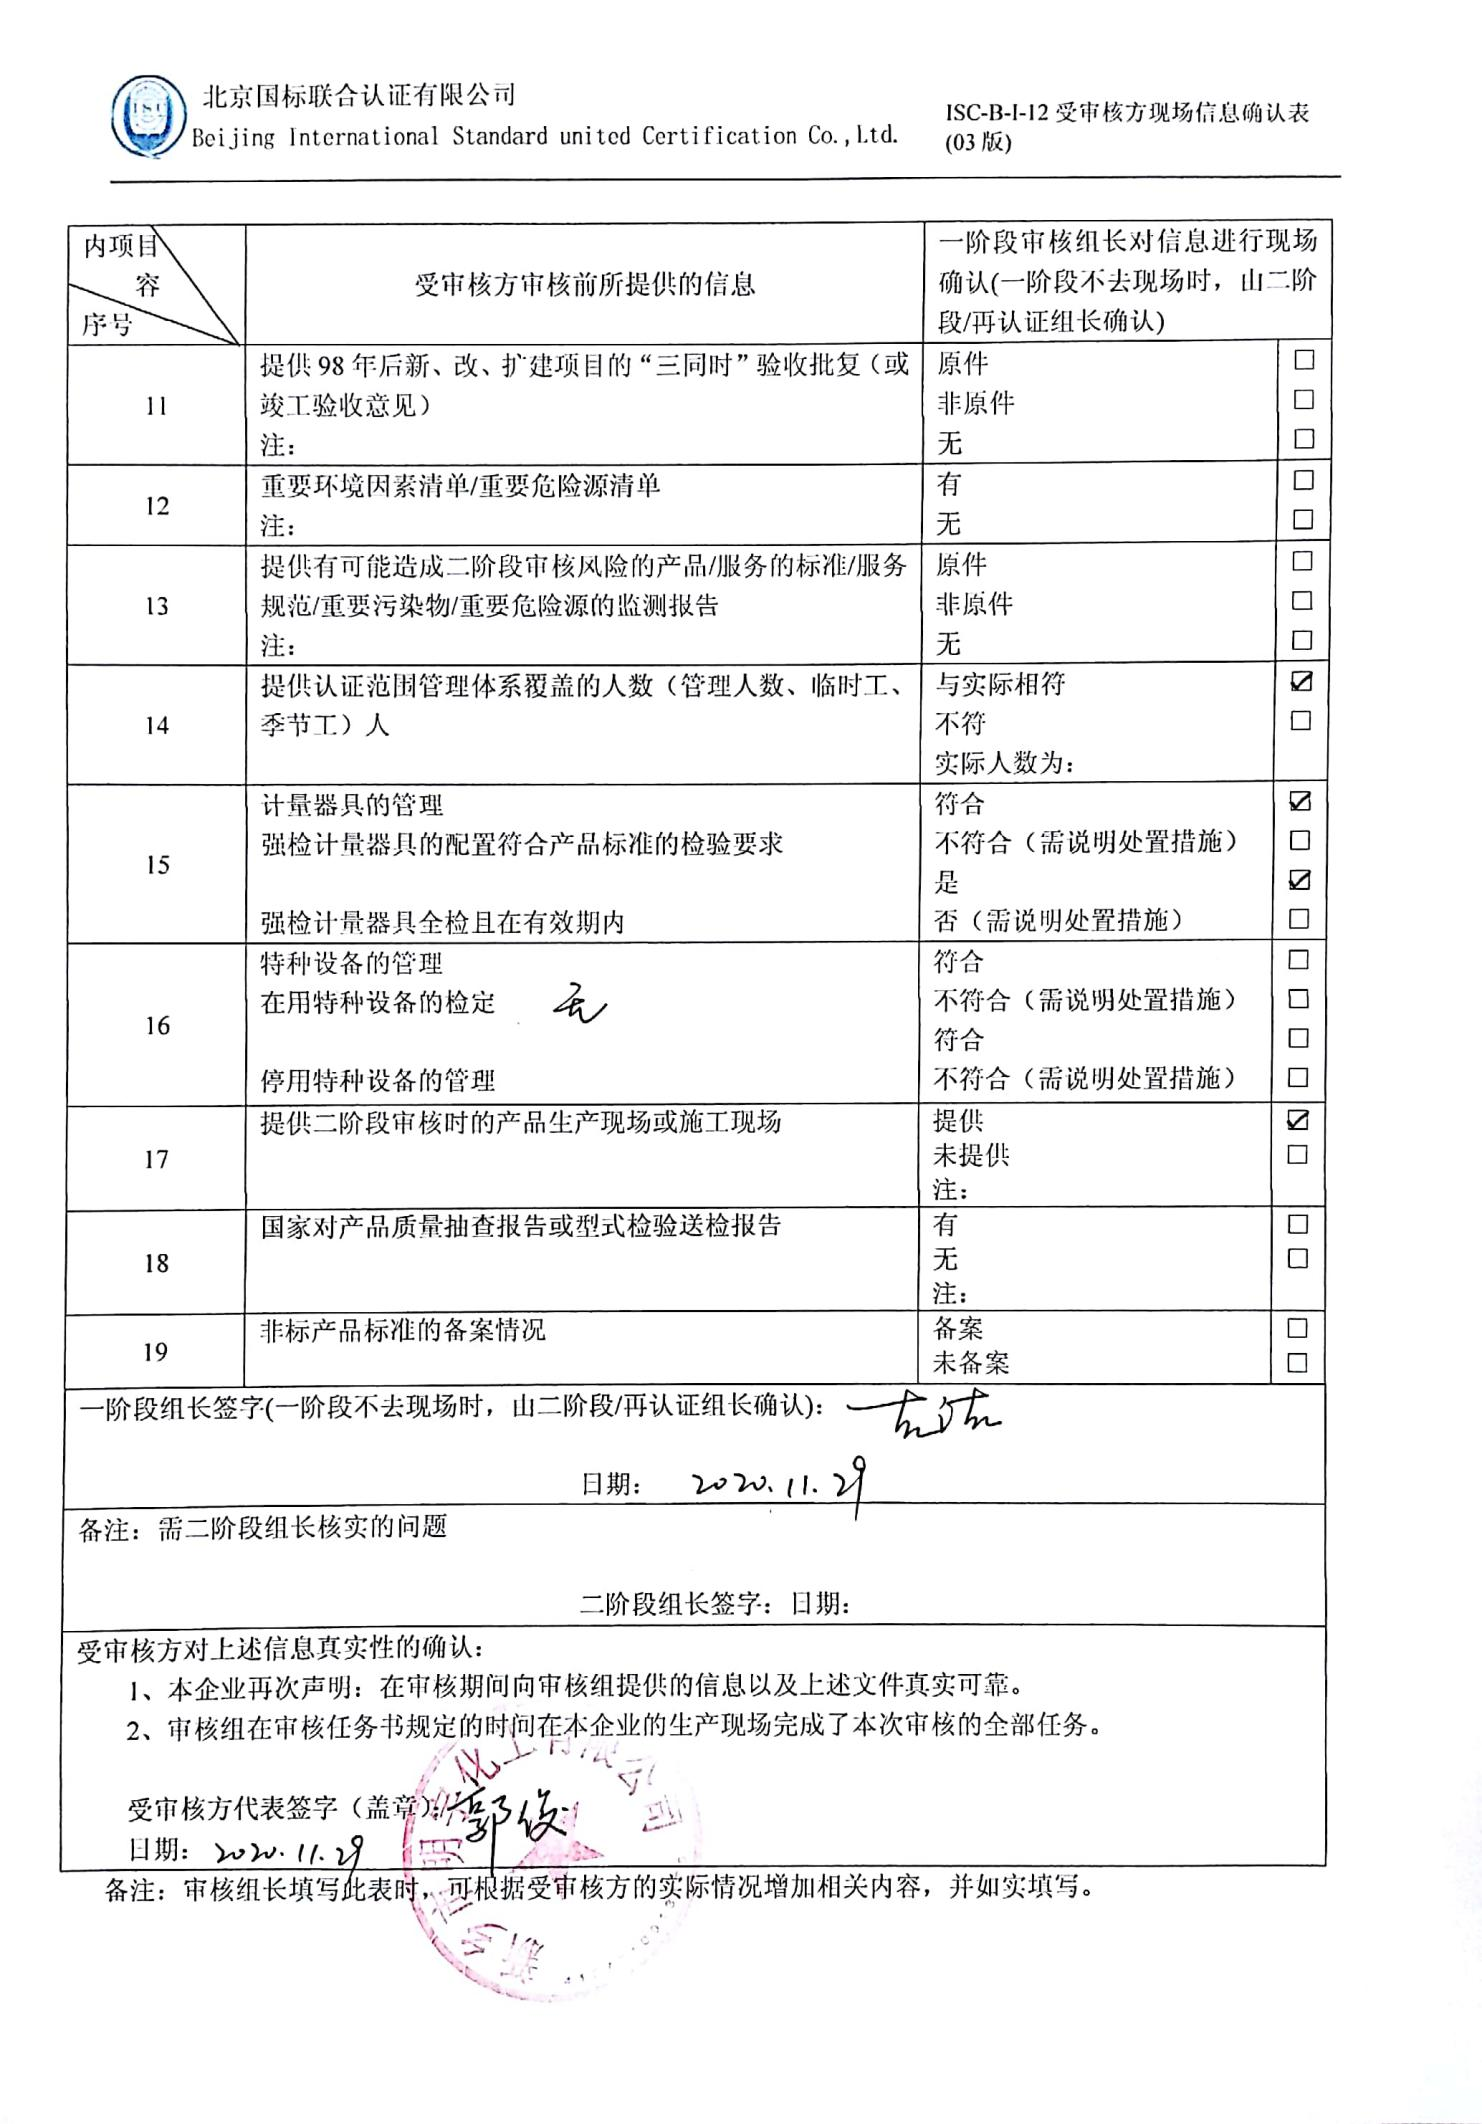 北京国标联合认证有限公司
Beijing International Standard united Certification Co.,Ltd.
ISC-B-I-12 受审核方现场信息确认表
(03 版)
内项目
容
序号
受审核方审核前所提供的信息
一阶段审核组长对信息进行现场
确认(一阶段不去现场时，由二阶
段/再认证组长确认)
11
提供 98 年后新、改、扩建项目的“三同时”验收批复（或
竣工验收意见）
注：
原件 □
非原件 □
无 □
12
重要环境因素清单/重要危险源清单
注：
有 □
无 □
13
提供有可能造成二阶段审核风险的产品/服务的标准/服务
规范/重要污染物/重要危险源的监测报告
注：
原件 □
非原件 □
无 □
14
提供认证范围管理体系覆盖的人数（管理人数、临时工、
季节工）人
与实际相符 ☑
不符 □
实际人数为：
15
计量器具的管理
强检计量器具的配置符合产品标准的检验要求
强检计量器具全检且在有效期内
符合 ☑
不符合（需说明处置措施） □
是 ☑
否（需说明处置措施） □
16
特种设备的管理
在用特种设备的检定 无
停用特种设备的管理
符合 □
不符合（需说明处置措施） □
符合 □
不符合（需说明处置措施） □
17
提供二阶段审核时的产品生产现场或施工现场
提供 ☑
未提供 □
注：
18
国家对产品质量抽查报告或型式检验送检报告
有 □
无 □
注：
19
非标产品标准的备案情况
备案 □
未备案 □
一阶段组长签字(一阶段不去现场时，由二阶段/再认证组长确认)：
日期： 2020.11.29
备注：需二阶段组长核实的问题
二阶段组长签字：日期：
受审核方对上述信息真实性的确认：
1、本企业再次声明：在审核期间向审核组提供的信息以及上述文件真实可靠。
2、审核组在审核任务书规定的时间在本企业的生产现场完成了本次审核的全部任务。
受审核方代表签字（盖章）：郭俊
日期：2020.11.29
备注：审核组长填写此表时，可根据受审核方的实际情况增加相关内容，并如实填写。